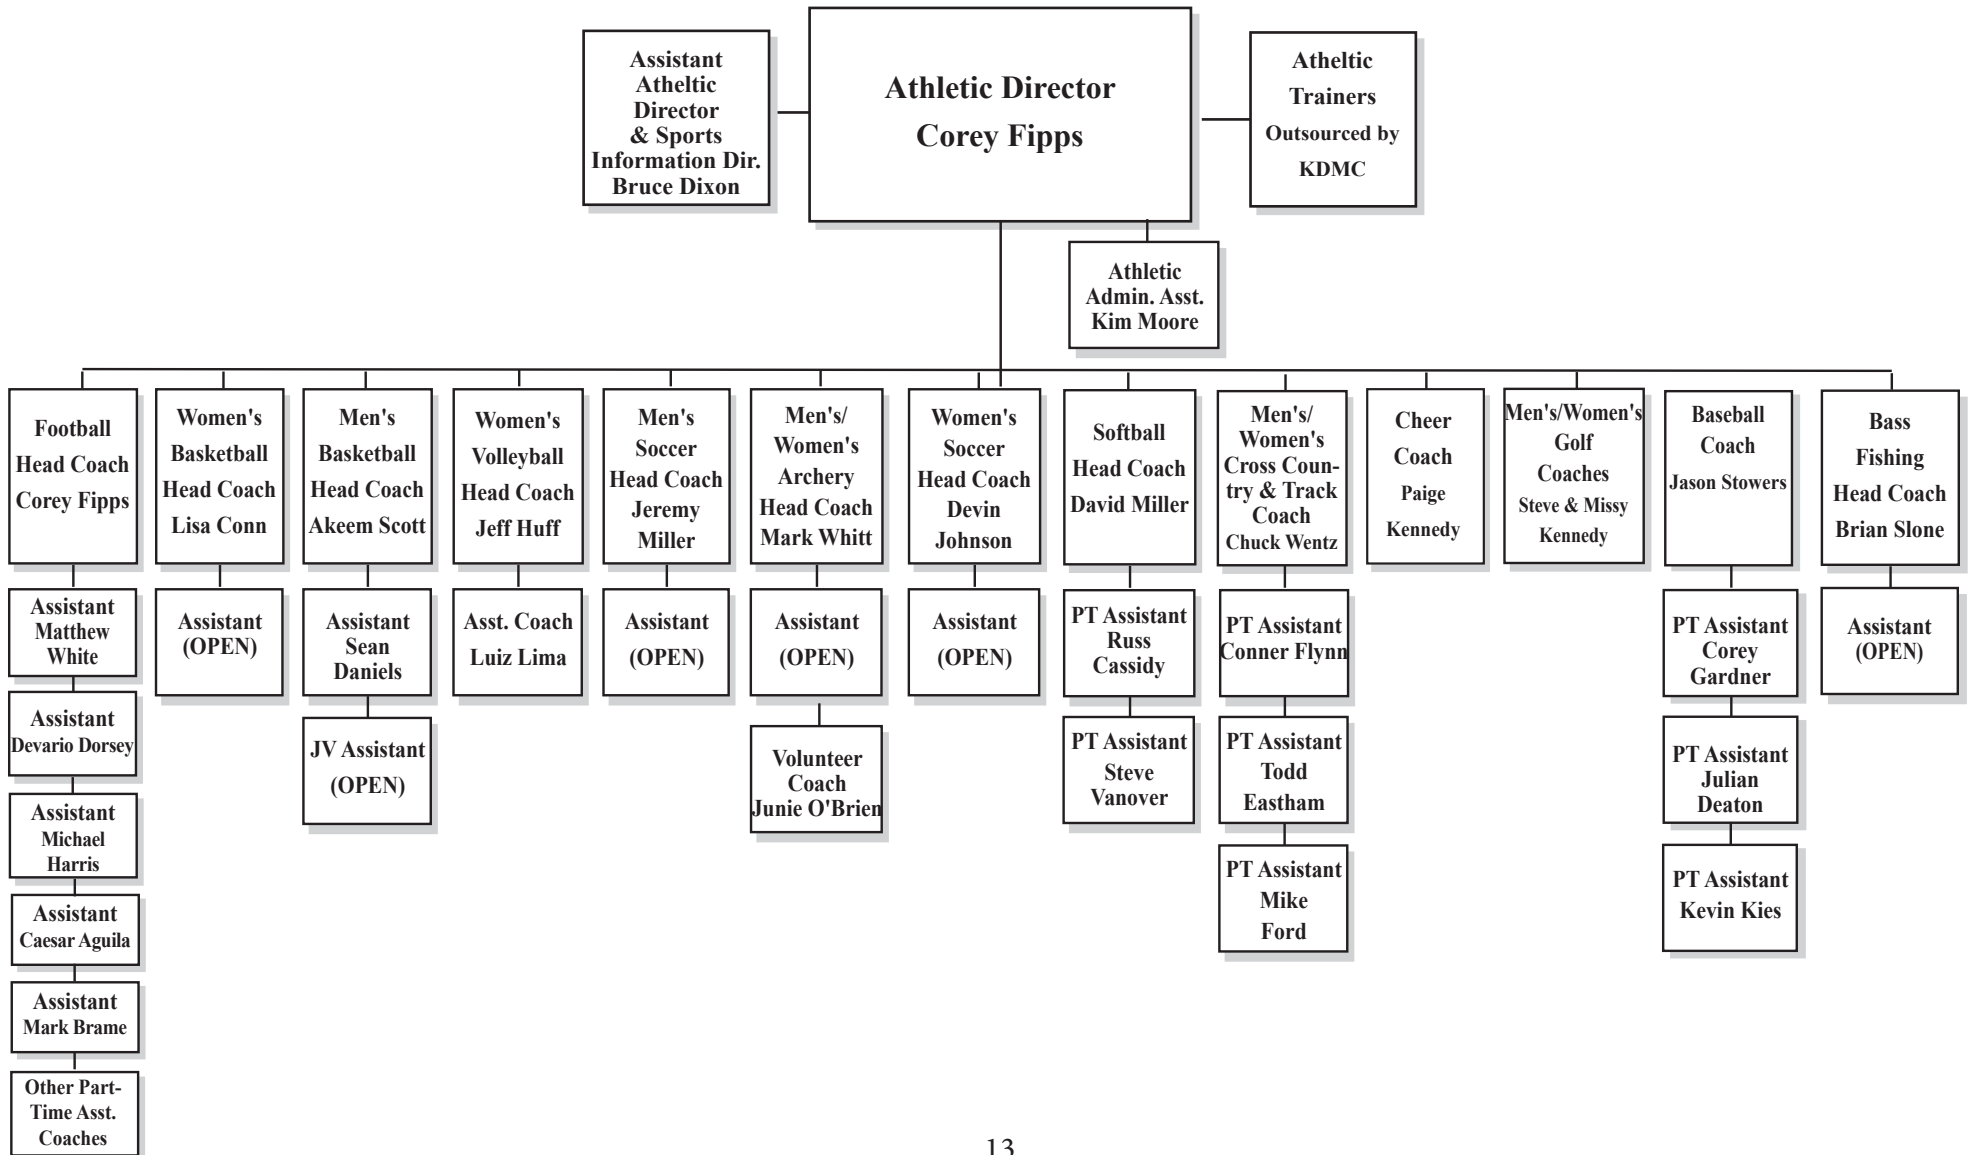 Assistant
Atheltic
Director
& Sports
Information Dir.
Bruce Dixon
Athletic Director
Corey Fipps
Atheltic
Trainers
Outsourced by
KDMC
Athletic
Admin. Asst.
Kim Moore
Football
Head Coach
Corey Fipps
Women's
Basketball
Head Coach
Lisa Conn
Men's
Basketball
Head Coach
Akeem Scott
Women's
Volleyball
Head Coach
Jeff Huff
Men's
Soccer
Head Coach
Jeremy
Miller
Men's/
Women's
Archery
Head Coach
Mark Whitt
Women's
Soccer
Head Coach
Devin
Johnson
Softball
Head Coach
David Miller
Men's/
Women's
Cross Coun-
try & Track
Coach
Chuck Wentz
Cheer
Coach
Paige
Kennedy
Men's/Women's
Golf
Coaches
Steve & Missy
Kennedy
Baseball
Coach
Jason Stowers
Bass
Fishing
Head Coach
Brian Slone
Assistant
Matthew
White
Assistant
(OPEN)
Assistant
Sean
Daniels
Asst. Coach
Luiz Lima
Assistant
(OPEN)
Assistant
(OPEN)
Assistant
(OPEN)
PT Assistant
Russ
Cassidy
PT Assistant
Conner Flynn
PT Assistant
Corey
Gardner
Assistant
(OPEN)
Assistant
Devario Dorsey
JV Assistant
(OPEN)
Volunteer
Coach
Junie O'Brien
PT Assistant
Steve
Vanover
PT Assistant
Todd
Eastham
PT Assistant
Julian
Deaton
Assistant
Michael
Harris
PT Assistant
Mike
Ford
PT Assistant
Kevin Kies
Assistant
Caesar Aguila
Assistant
Mark Brame
Other Part-
Time Asst.
Coaches
13